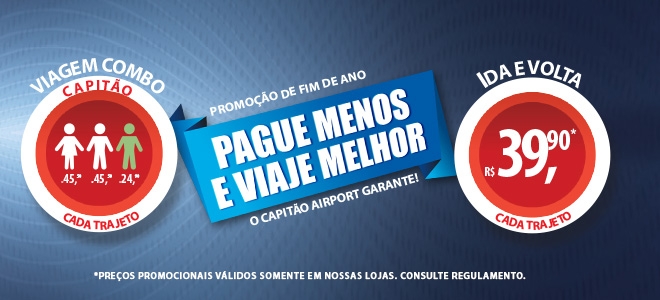 VIAGEM COMBO
CAPITÃO
.45,* .45,* .24,*
CADA TRAJETO
PROMOÇÃO DE FIM DE ANO
PAGUE MENOS
E VIAJE MELHOR
O CAPITÃO AIRPORT GARANTE!
IDA E VOLTA
R$ 39,90*
CADA TRAJETO
*PREÇOS PROMOCIONAIS VÁLIDOS SOMENTE EM NOSSAS LOJAS. CONSULTE REGULAMENTO.